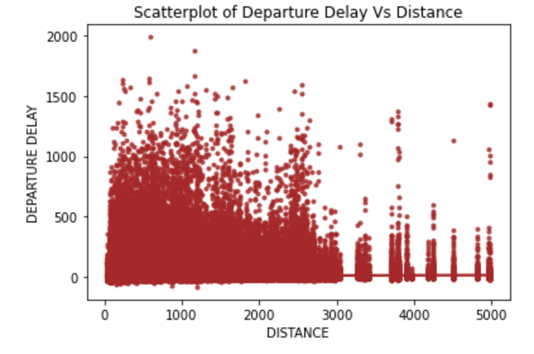 Scatterplot of Departure Delay Vs Distance
2000
1500
1000
500
0
DEPARTURE DELAY
0 1000 2000 3000 4000 5000
DISTANCE